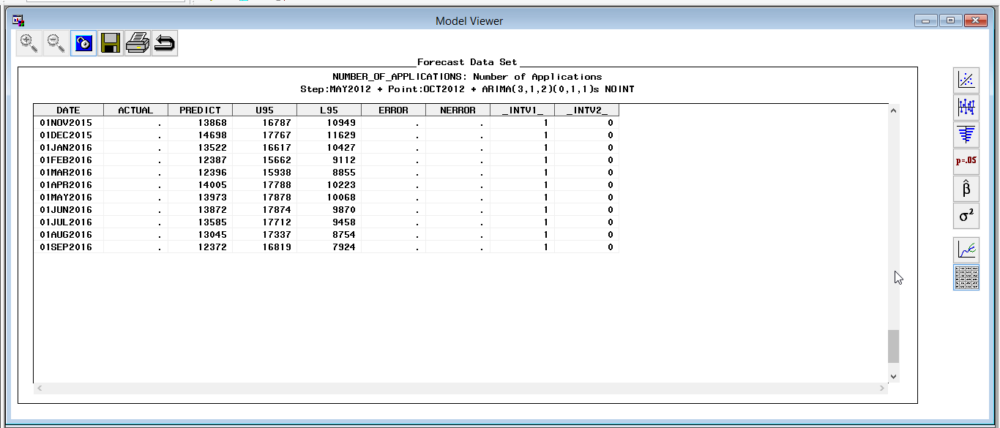 Model Viewer
Forecast Data Set
NUMBER_OF_APPLICATIONS: Number of Applications
Step:MAY2012 + Point:OCT2012 + ARIMA(3,1,2)(0,1,1)s NOINT
DATE ACTUAL PREDICT U95 L95 ERROR NERROR _INTV1_ _INTV2_
01NOV2015 . 13868 16787 10949 . . 1 0
01DEC2015 . 14698 17767 11629 . . 1 0
01JAN2016 . 13522 16617 10427 . . 1 0
01FEB2016 . 12387 15662 9112 . . 1 0
01MAR2016 . 12396 15938 8855 . . 1 0
01APR2016 . 14005 17788 10223 . . 1 0
01MAY2016 . 13973 17878 10068 . . 1 0
01JUN2016 . 13872 17874 9870 . . 1 0
01JUL2016 . 13585 17712 9458 . . 1 0
01AUG2016 . 13045 17337 8754 . . 1 0
01SEP2016 . 12372 16819 7924 . . 1 0
p=.05
β̂
σ²